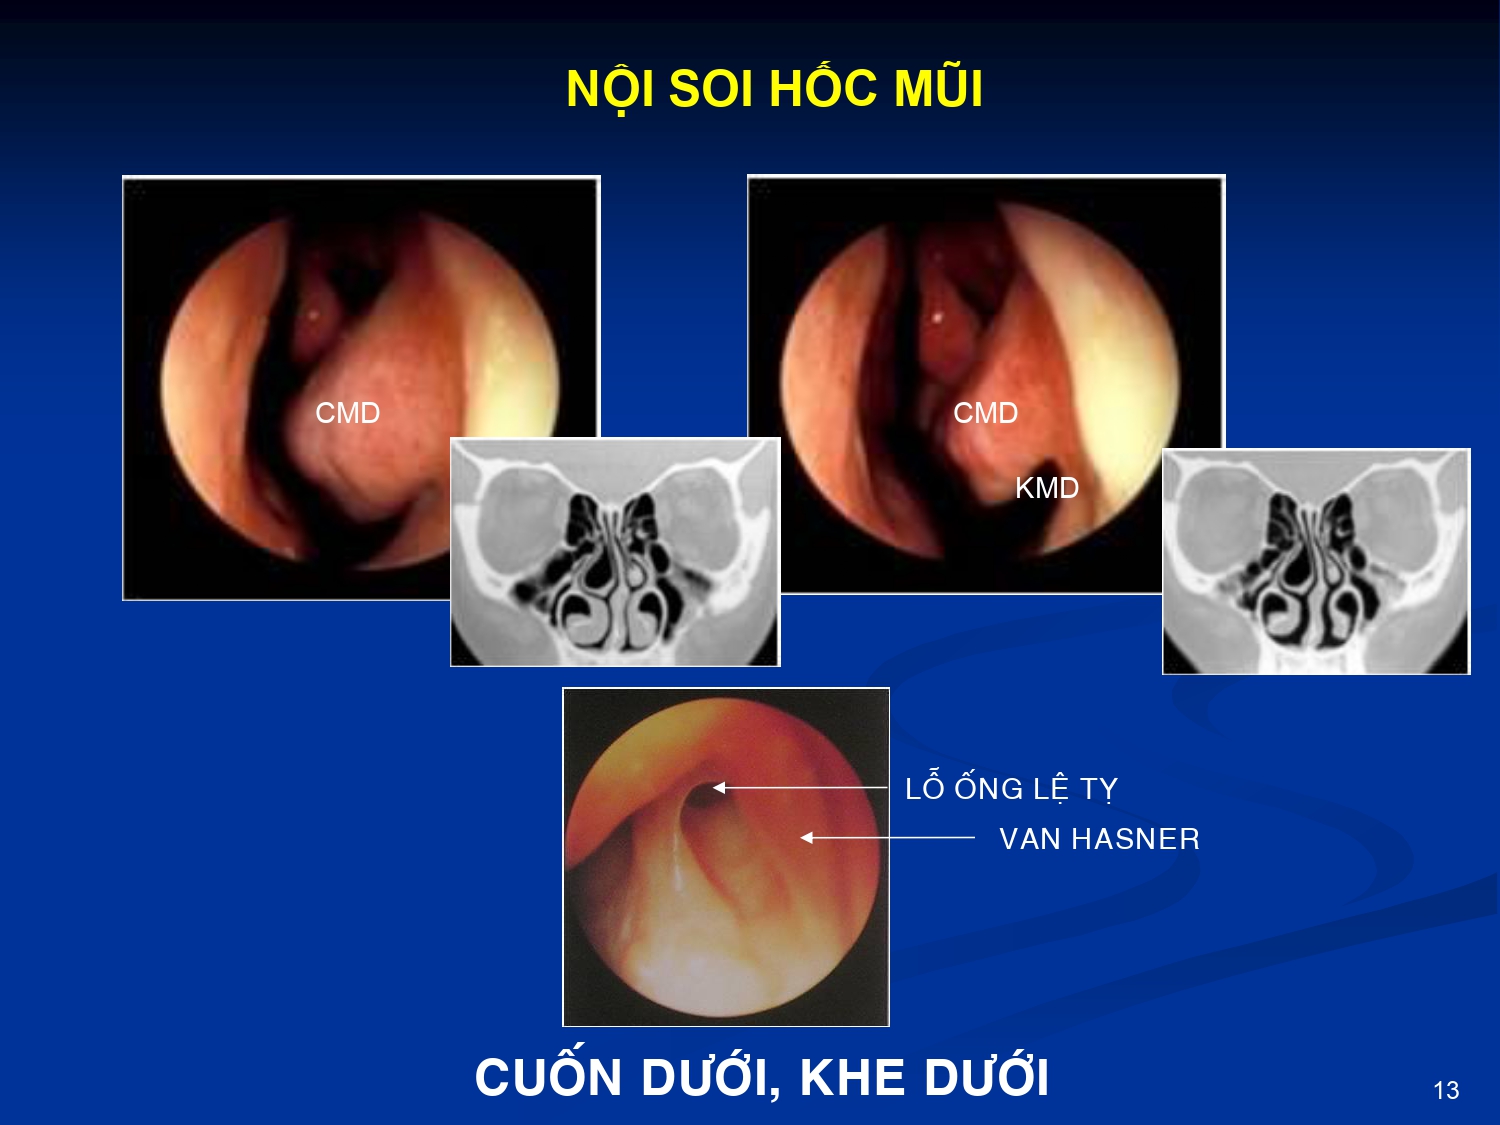 NỘI SOI HỐC MŨI
CMD
CMD
KMD
LỖ ỐNG LỆ TỴ
VAN HASNER
CUỐN DƯỚI, KHE DƯỚI
13